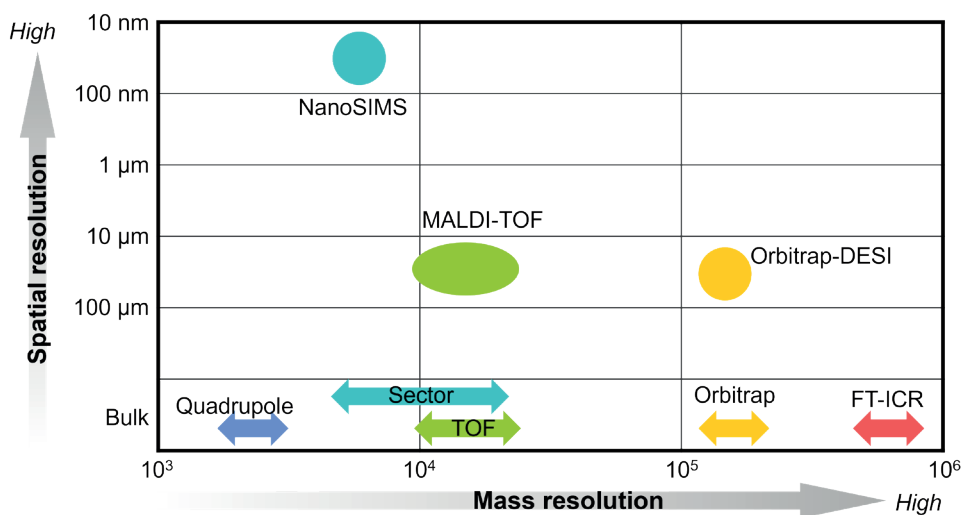 High
10 nm
100 nm
1 µm
10 µm
100 µm
Bulk
Spatial resolution
NanoSIMS
MALDI-TOF
Orbitrap-DESI
Quadrupole
Sector
TOF
Orbitrap
FT-ICR
10³
10⁴
10⁵
10⁶
Mass resolution
High